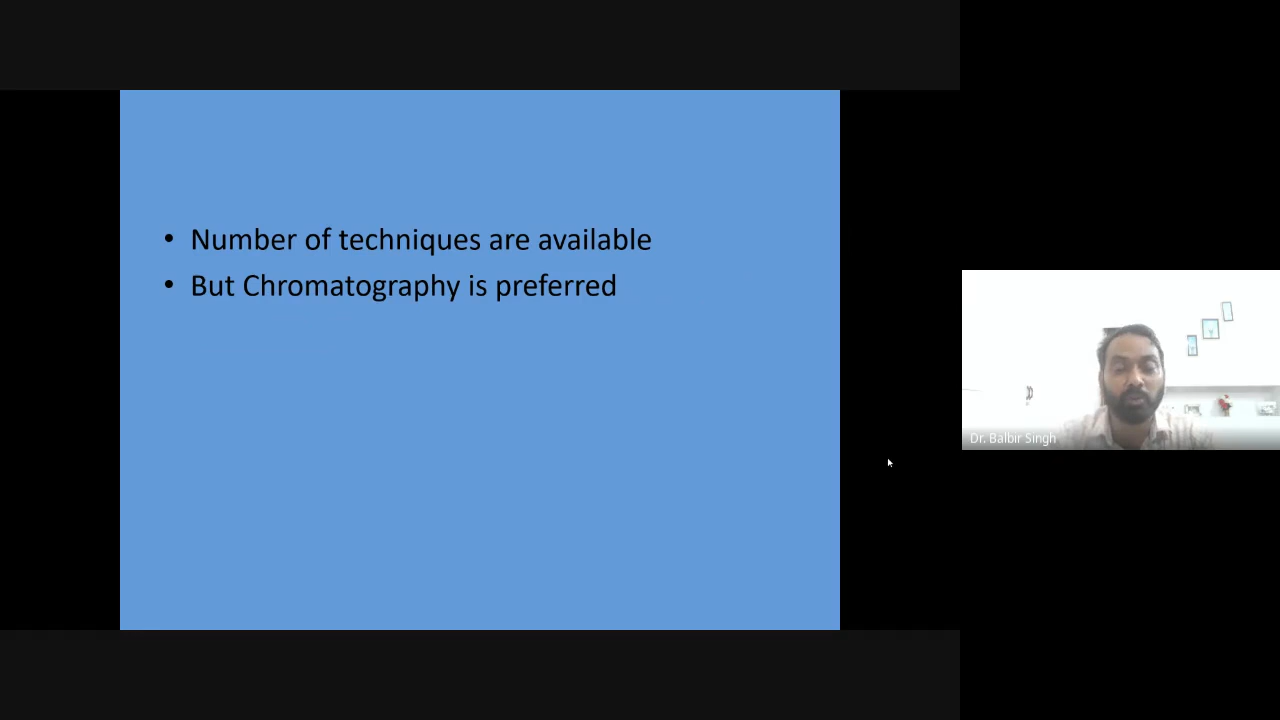 • Number of techniques are available
• But Chromatography is preferred
Dr. Balbir Singh